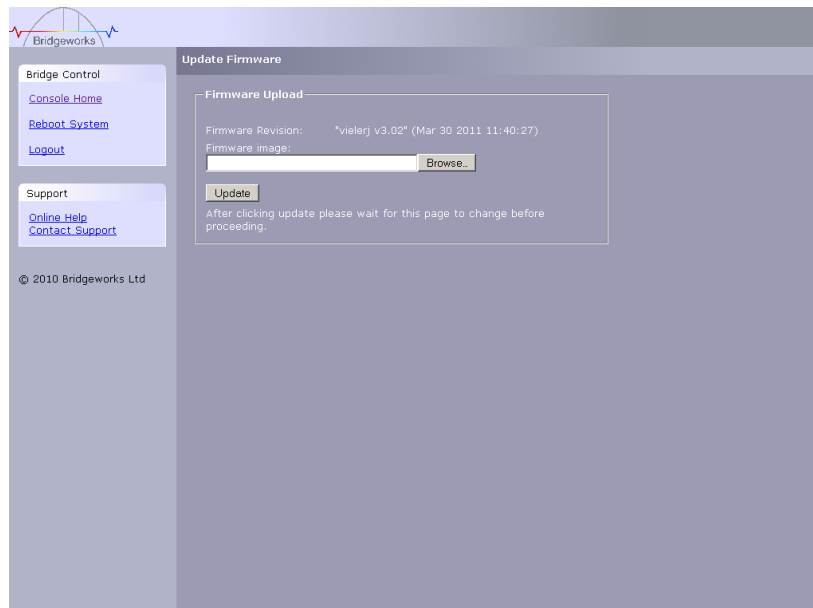 Bridgeworks
Update Firmware
Bridge Control
Console Home
Reboot System
Logout
Support
Online Help
Contact Support
© 2010 Bridgeworks Ltd
Firmware Upload
Firmware Revision: "vielerj v3.02" (Mar 30 2011 11:40:27)
Firmware image:
Browse...
Update
After clicking update please wait for this page to change before
proceeding.